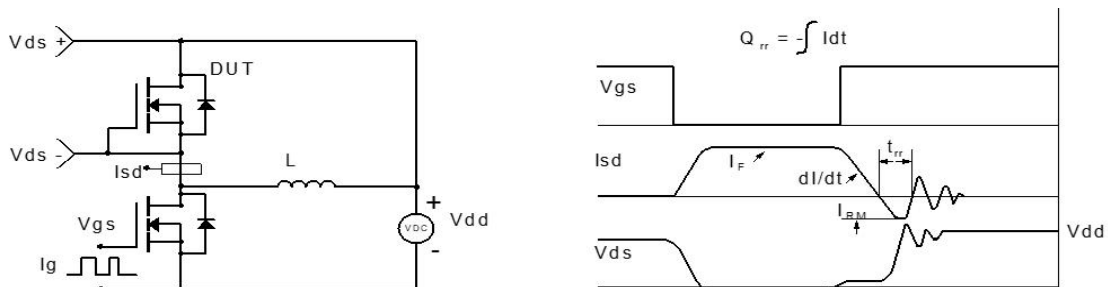 Vds +
DUT
Vds -
Isd
L
Vgs
+
VDC
Vdd
-
Ig
Q rr = -∫ Idt
Vgs
Isd
I F
dI/dt
t rr
I RM
Vdd
Vds